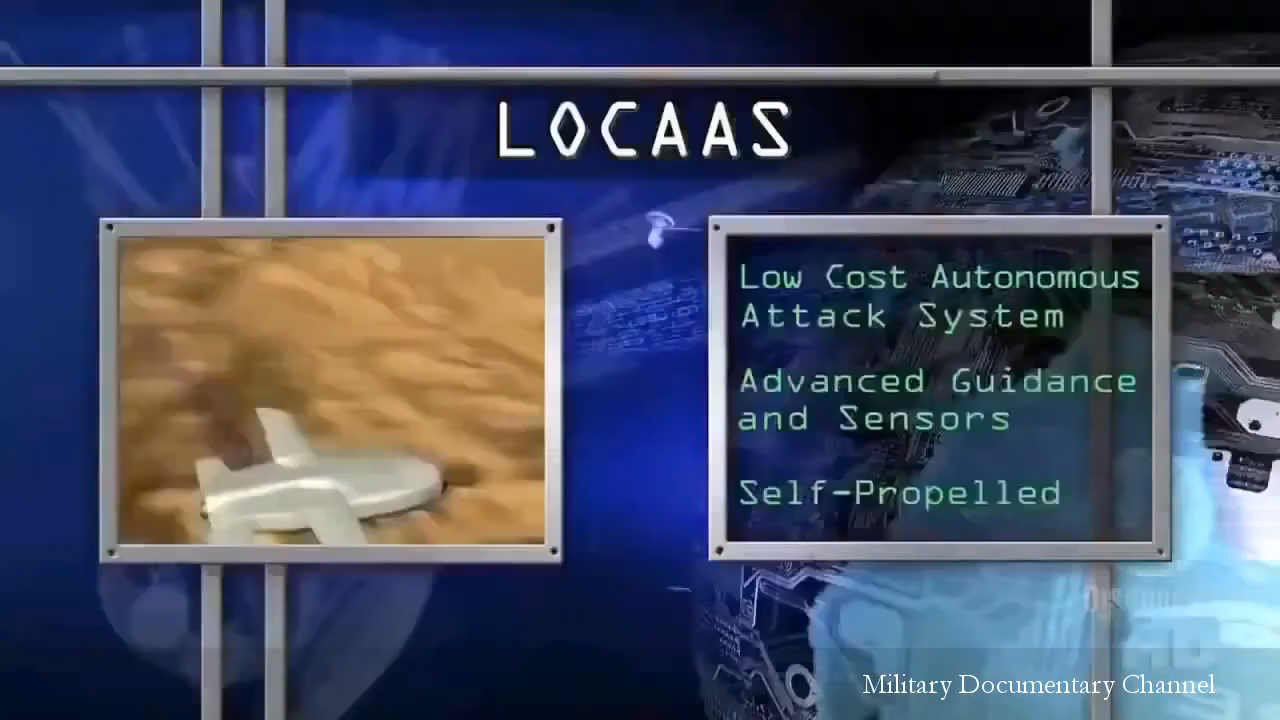 LOCAAS
Low Cost Autonomous
Attack System
Advanced Guidance
and Sensors
Self-Propelled
Military Documentary Channel